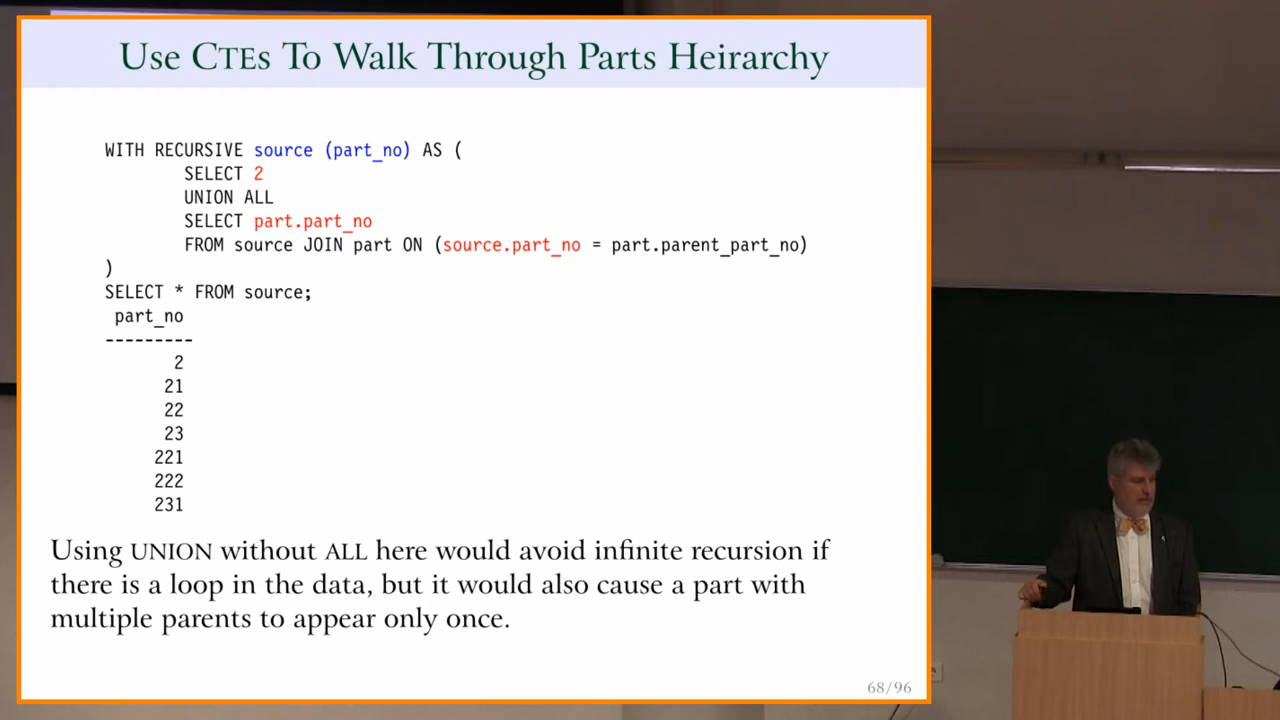 Use CTEs To Walk Through Parts Heirarchy
WITH RECURSIVE source (part_no) AS (
SELECT 2
UNION ALL
SELECT part.part_no
FROM source JOIN part ON (source.part_no = part.parent_part_no)
)
SELECT * FROM source;
part_no
---------
2
21
22
23
221
222
231
Using UNION without ALL here would avoid infinite recursion if
there is a loop in the data, but it would also cause a part with
multiple parents to appear only once.
68/96